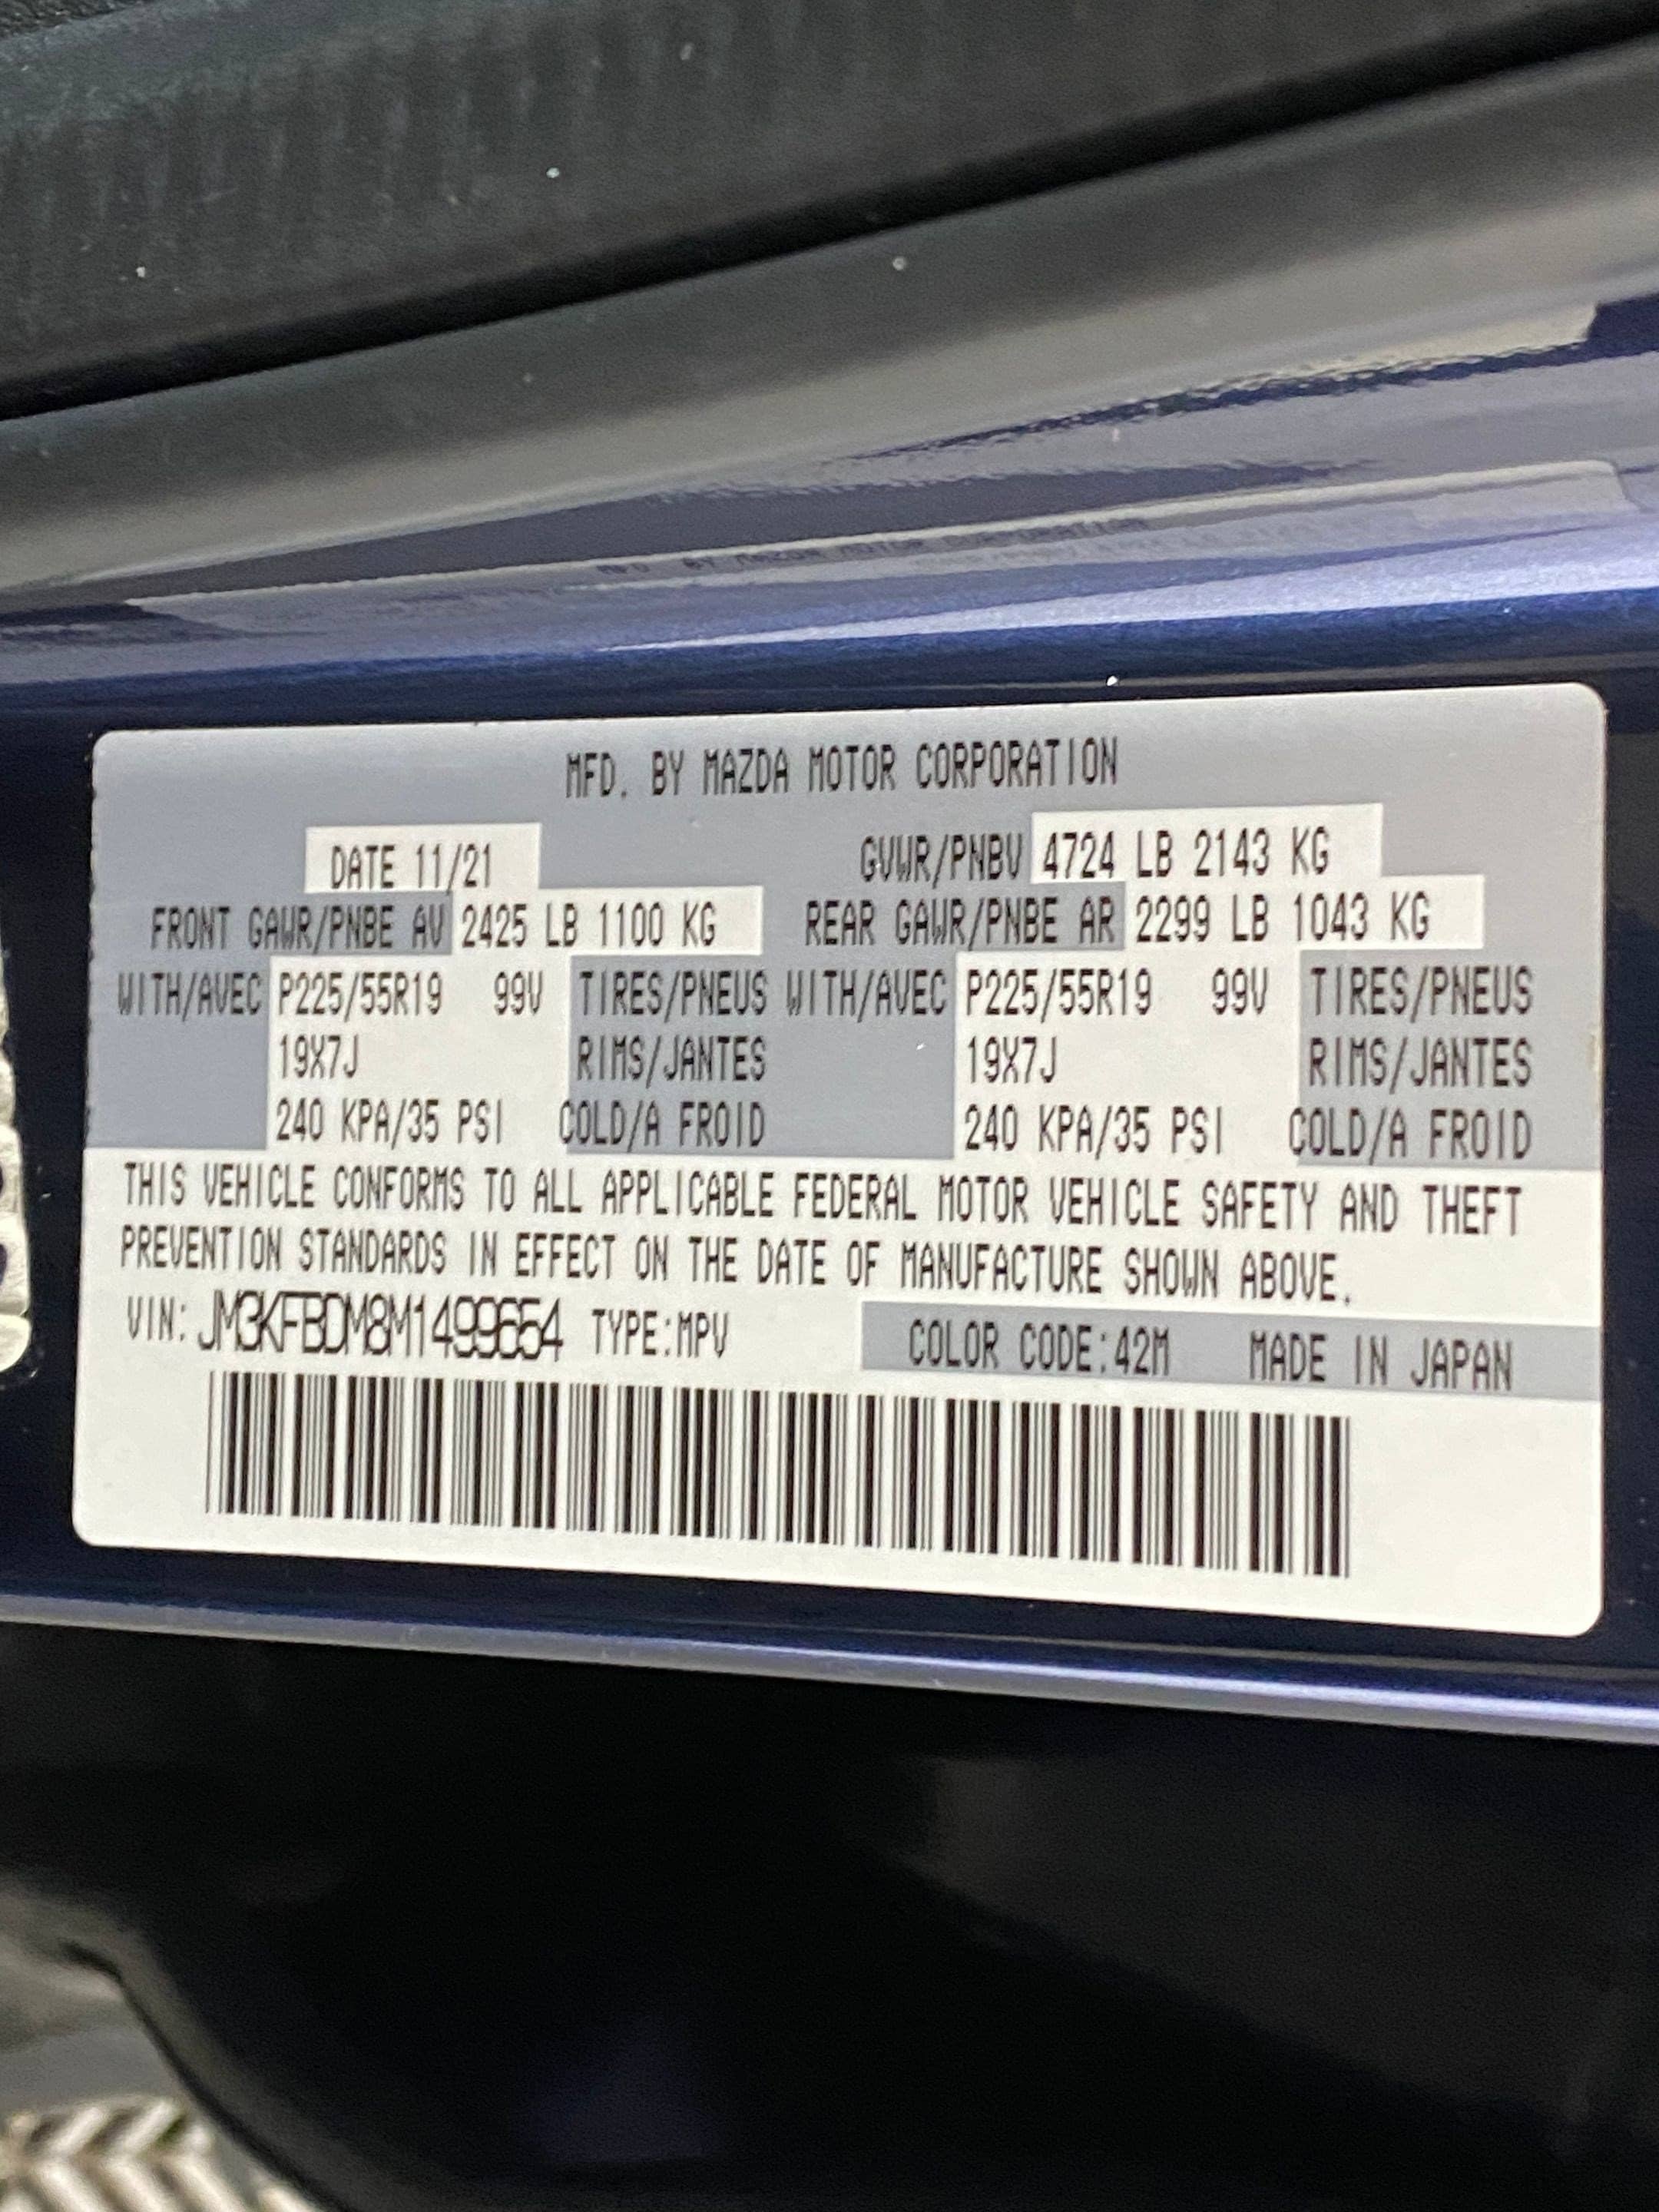 MFD. BY MAZDA MOTOR CORPORATION
DATE 11/21 GVWR/PNBV 4724 LB 2143 KG
FRONT GAWR/PNBE AV 2425 LB 1100 KG REAR GAWR/PNBE AR 2299 LB 1043 KG
WITH/AVEC P225/55R19 99V TIRES/PNEUS WITH/AVEC P225/55R19 99V TIRES/PNEUS
19X7J RIMS/JANTES 19X7J RIMS/JANTES
240 KPA/35 PSI COLD/A FROID 240 KPA/35 PSI COLD/A FROID
THIS VEHICLE CONFORMS TO ALL APPLICABLE FEDERAL MOTOR VEHICLE SAFETY AND THEFT
PREVENTION STANDARDS IN EFFECT ON THE DATE OF MANUFACTURE SHOWN ABOVE.
VIN: JM3KFBDM8M1499654 TYPE:MPV COLOR CODE:42M MADE IN JAPAN